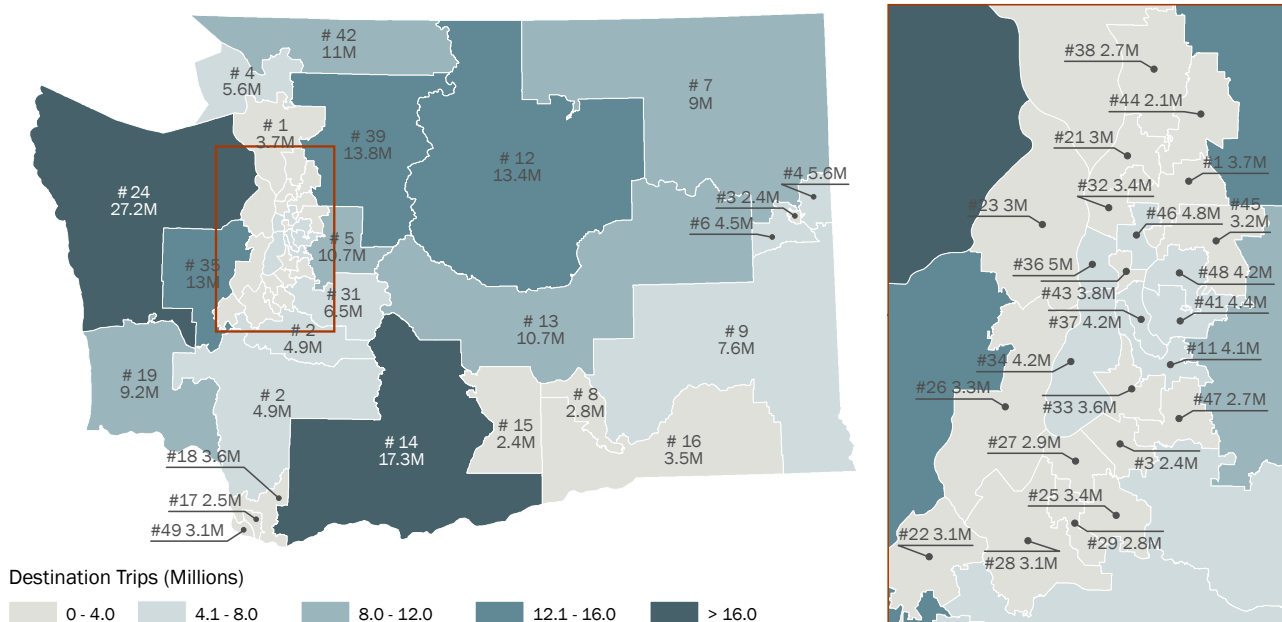 # 42
11M
# 4
5.6M
# 7
9M
# 1
3.7M
# 39
13.8M
# 12
13.4M
# 24
27.2M
#4 5.6M
#3 2.4M
#6 4.5M
# 5
10.7M
# 35
13M
# 31
6.5M
# 2
4.9M
# 13
10.7M
# 9
7.6M
# 19
9.2M
# 2
4.9M
# 8
2.8M
# 15
2.4M
# 14
17.3M
# 16
3.5M
#18 3.6M
#17 2.5M
#49 3.1M
#38 2.7M
#44 2.1M
#21 3M
#1 3.7M
#32 3.4M
#23 3M
#46 4.8M
#45
3.2M
#36 5M
#48 4.2M
#43 3.8M
#41 4.4M
#37 4.2M
#11 4.1M
#34 4.2M
#26 3.3M
#33 3.6M
#47 2.7M
#27 2.9M
#3 2.4M
#25 3.4M
#22 3.1M
#29 2.8M
#28 3.1M
Destination Trips (Millions)
0 - 4.0
4.1 - 8.0
8.0 - 12.0
12.1 - 16.0
> 16.0